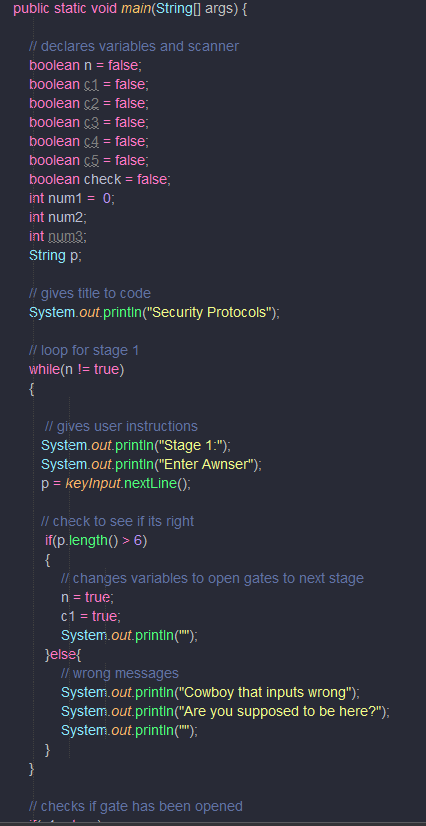 public static void main(String[] args) {
// declares variables and scanner
boolean n = false;
boolean c1 = false;
boolean c2 = false;
boolean c3 = false;
boolean c4 = false;
boolean c5 = false;
boolean check = false;
int num1 =  0;
int num2;
int num3;
String p;
// gives title to code
System.out.println("Security Protocols");
// loop for stage 1
while(n != true)
{
// gives user instructions
System.out.println("Stage 1:");
System.out.println("Enter Awnser");
p = keyInput.nextLine();
// check to see if its right
if(p.length() > 6)
{
// changes variables to open gates to next stage
n = true;
c1 = true;
System.out.println("");
}else{
// wrong messages
System.out.println("Cowboy that inputs wrong");
System.out.println("Are you supposed to be here?");
System.out.println("");
}
}
// checks if gate has been opened